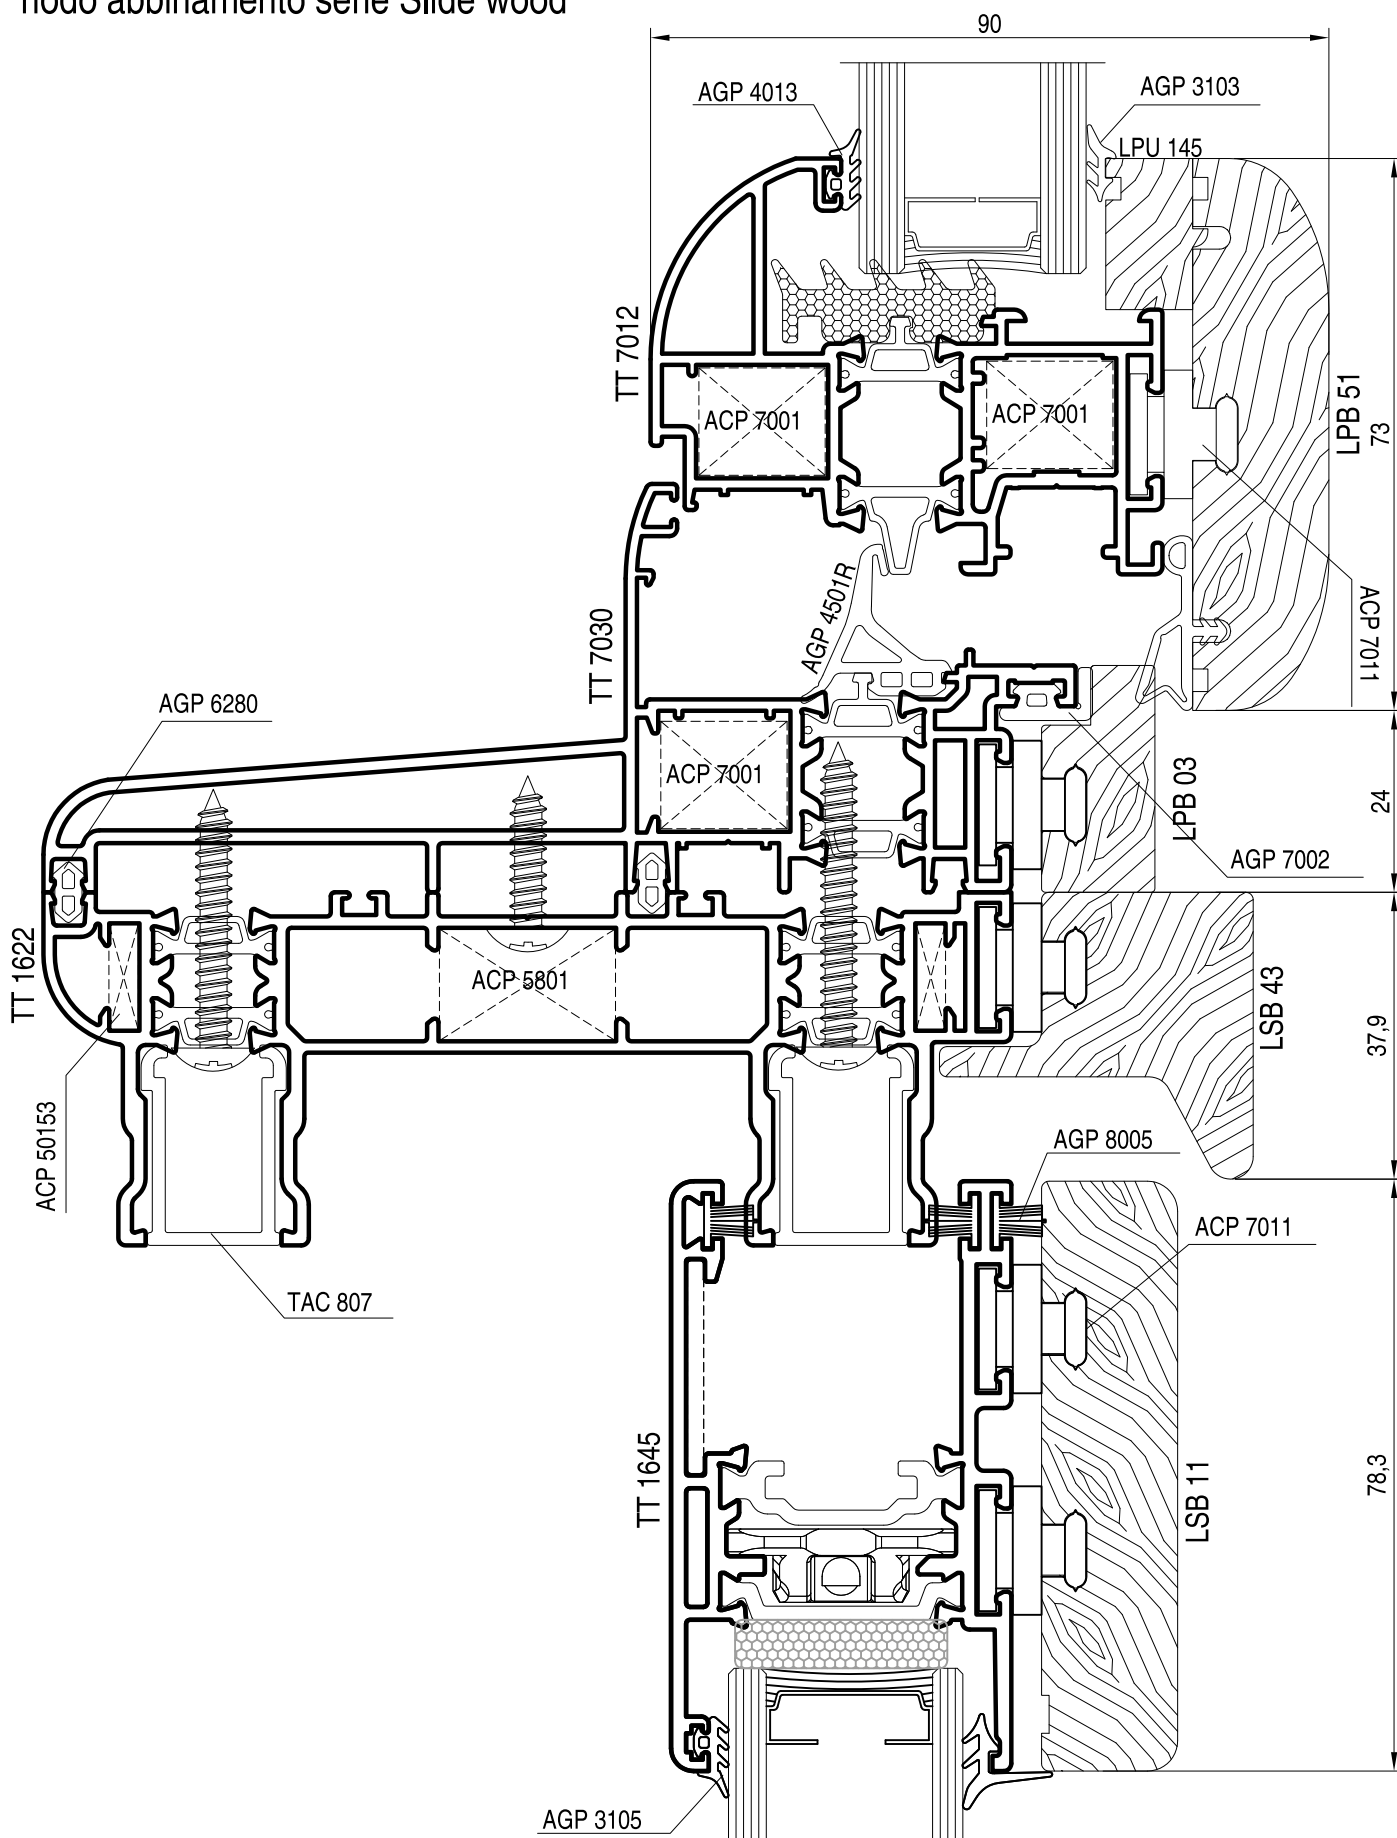 nodo abbinamento serie Slide wood
90
AGP 4013
AGP 3103
LPU 145
TT 7012
ACP 7001
ACP 7001
LPB 51
73
ACP 7011
AGP 4501R
TT 7030
AGP 6280
ACP 7001
LPB 03
24
AGP 7002
TT 1622
ACP 5801
LSB 43
37,9
ACP 50153
AGP 8005
ACP 7011
TAC 807
TT 1645
LSB 11
78,3
AGP 3105